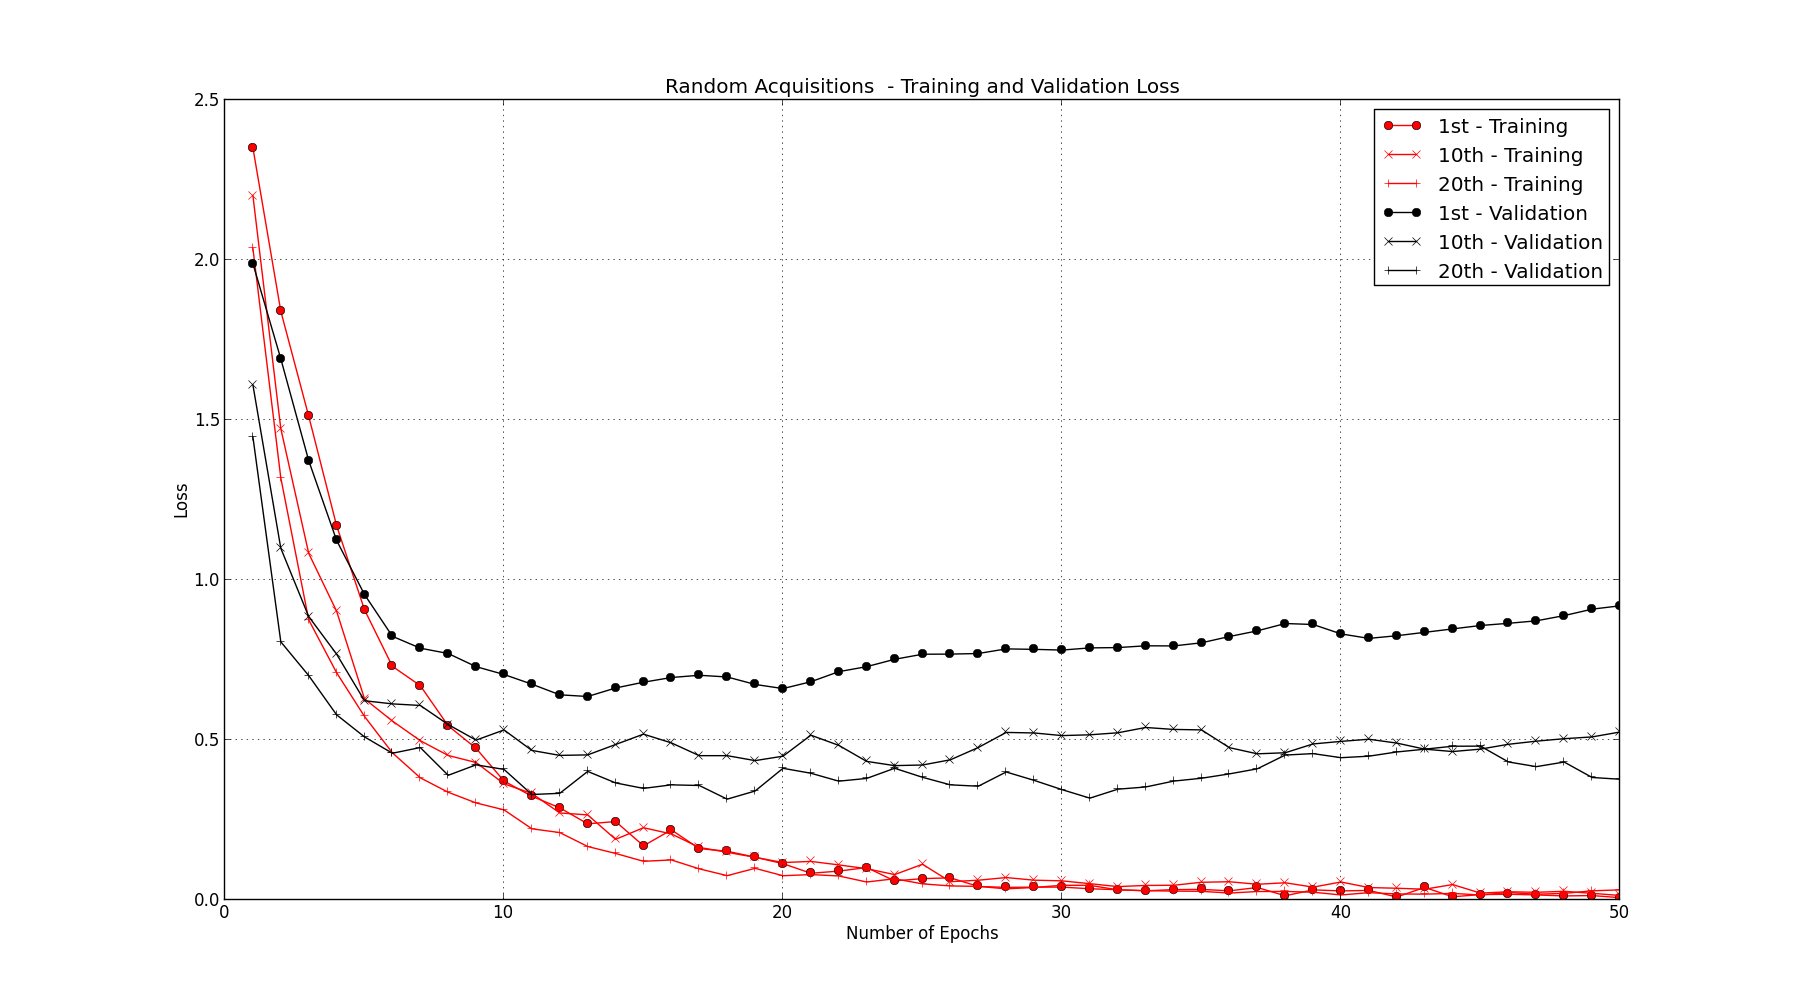 Random Acquisitions  - Training and Validation Loss
2.5
2.0
1.5
1.0
0.5
0.0
Loss
1st - Training
10th - Training
20th - Training
1st - Validation
10th - Validation
20th - Validation
0 10 20 30 40 50
Number of Epochs